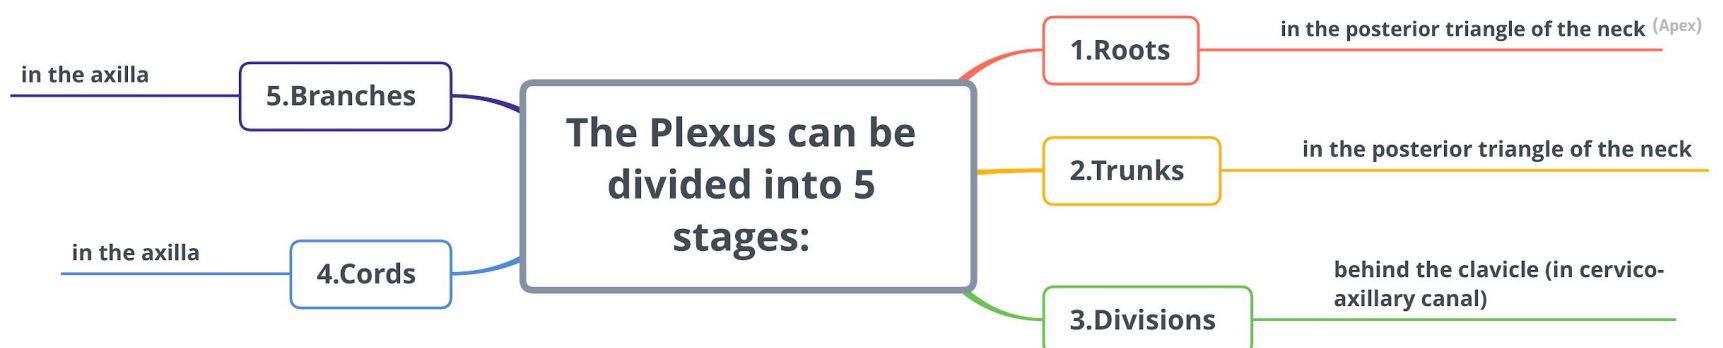 The Plexus can be
divided into 5
stages:
1.Roots
in the posterior triangle of the neck (Apex)
2.Trunks
in the posterior triangle of the neck
3.Divisions
behind the clavicle (in cervico-
axillary canal)
4.Cords
in the axilla
5.Branches
in the axilla